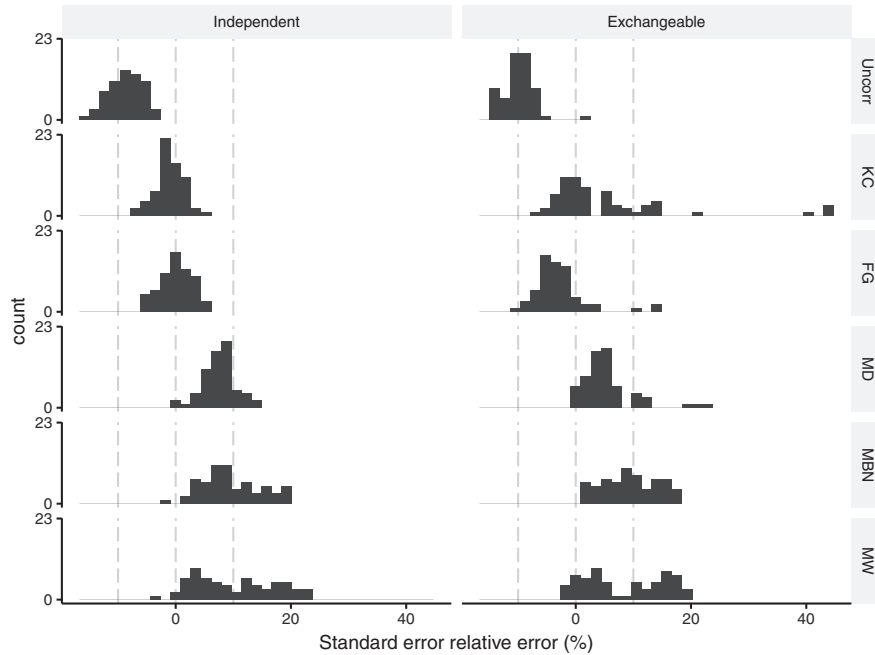 Independent Exchangeable
23
0
Uncorr
23
0
KC
23
0
FG
count
23
0
MD
23
0
MBN
23
0
MW
0 20 40 0 20 40
Standard error relative error (%)